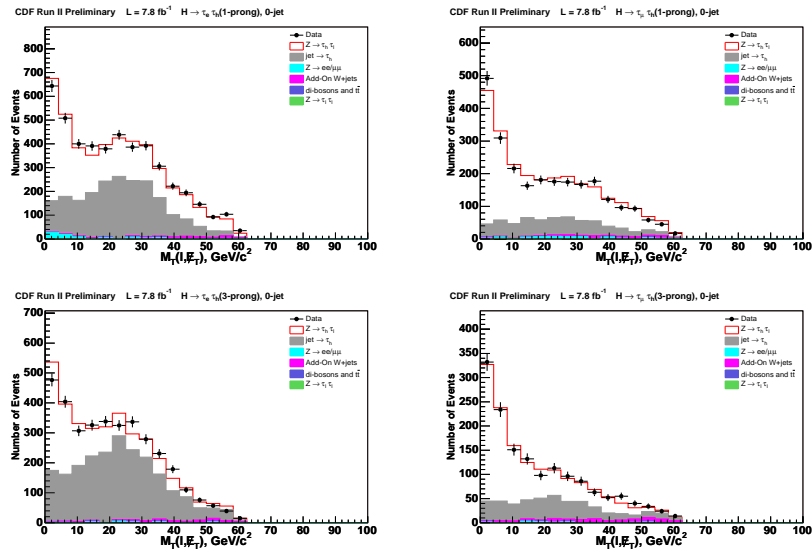 CDF Run II Preliminary L = 7.8 fb⁻¹ H → τₑ τₕ(1-prong), 0-jet
Number of Events
900
800
700
600
500
400
300
200
100
0
Data
Z → τₕ τₗ
jet → τₕ
Z → ee/μμ
Add-On W+jets
di-bosons and tt̄
Z → τₗ τₗ
0 10 20 30 40 50 60 70 80 90 100
M_T(l,E̸_T), GeV/c²
CDF Run II Preliminary L = 7.8 fb⁻¹ H → τ_μ τₕ(1-prong), 0-jet
Number of Events
600
500
400
300
200
100
0
Data
Z → τₕ τₗ
jet → τₕ
Z → ee/μμ
Add-On W+jets
di-bosons and tt̄
Z → τₗ τₗ
0 10 20 30 40 50 60 70 80 90 100
M_T(l,E̸_T), GeV/c²
CDF Run II Preliminary L = 7.8 fb⁻¹ H → τₑ τₕ(3-prong), 0-jet
Number of Events
700
600
500
400
300
200
100
0
Data
Z → τₕ τₗ
jet → τₕ
Z → ee/μμ
Add-On W+jets
di-bosons and tt̄
Z → τₗ τₗ
0 10 20 30 40 50 60 70 80 90 100
M_T(l,E̸_T), GeV/c²
CDF Run II Preliminary L = 7.8 fb⁻¹ H → τ_μ τₕ(3-prong), 0-jet
Number of Events
400
350
300
250
200
150
100
50
0
Data
Z → τₕ τₗ
jet → τₕ
Z → ee/μμ
Add-On W+jets
di-bosons and tt̄
Z → τₗ τₗ
0 10 20 30 40 50 60 70 80 90 100
M_T(l,E̸_T), GeV/c²